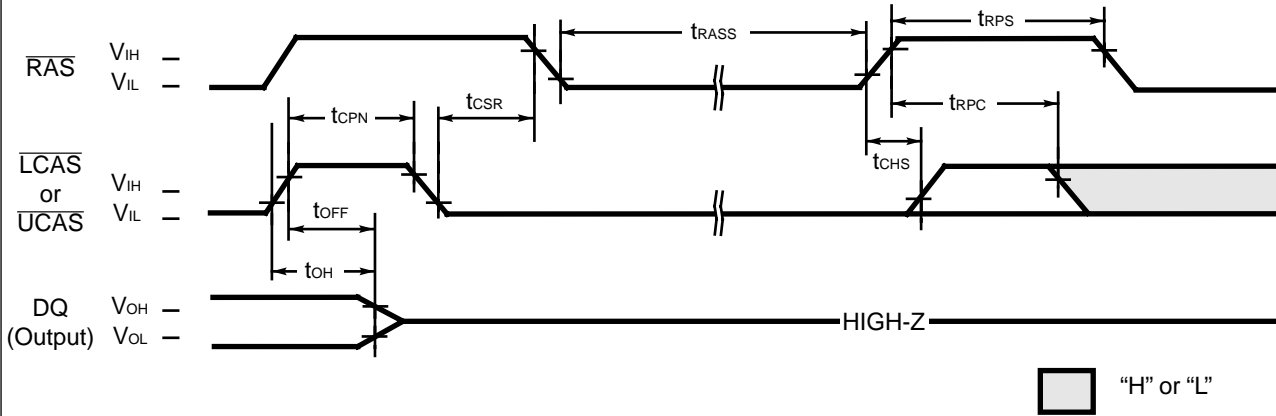 tRPS
tRASS
RAS
VIH
VIL
tRPC
tCPN
tCSR
tCHS
LCAS
or
UCAS
VIH
VIL
tOFF
tOH
DQ
(Output)
VOH
VOL
HIGH-Z
“H” or “L”